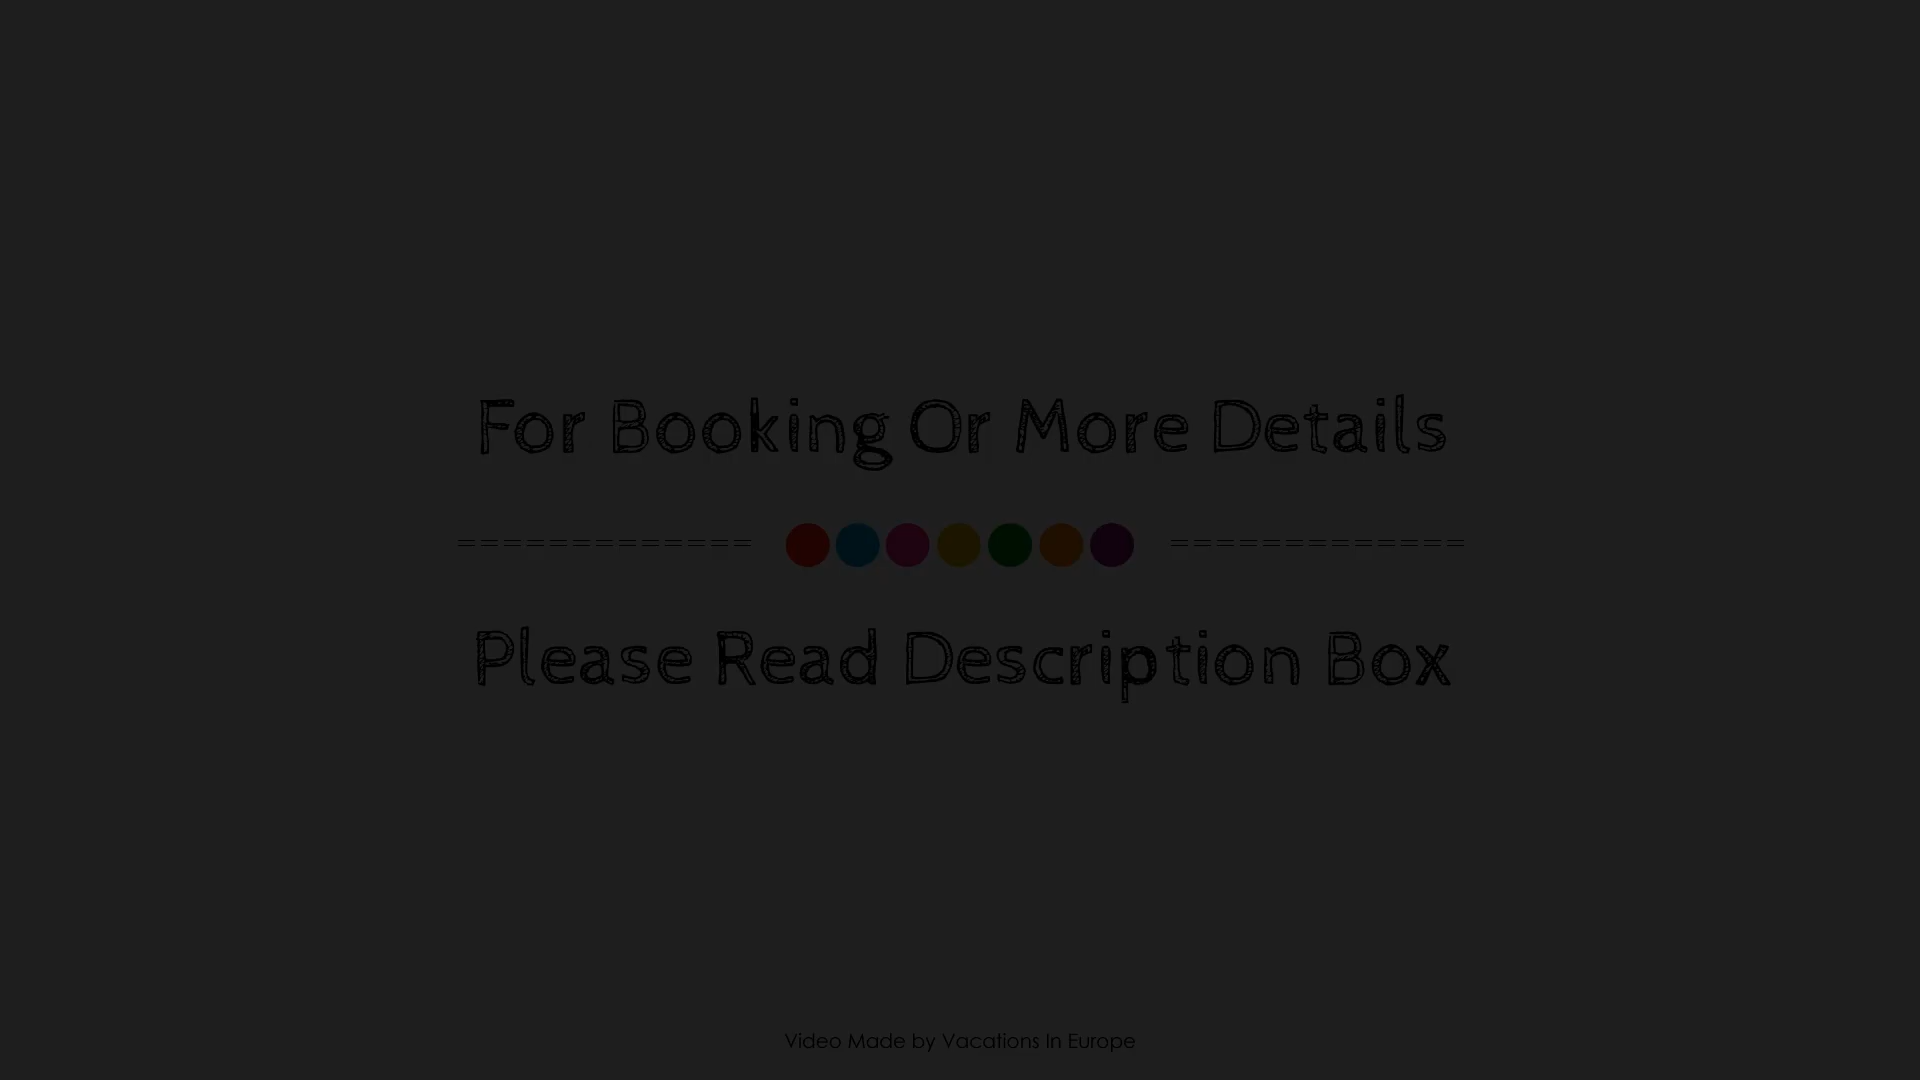 For Booking Or More Details
============= =============
Please Read Description Box
Video Made by Vacations In Europe